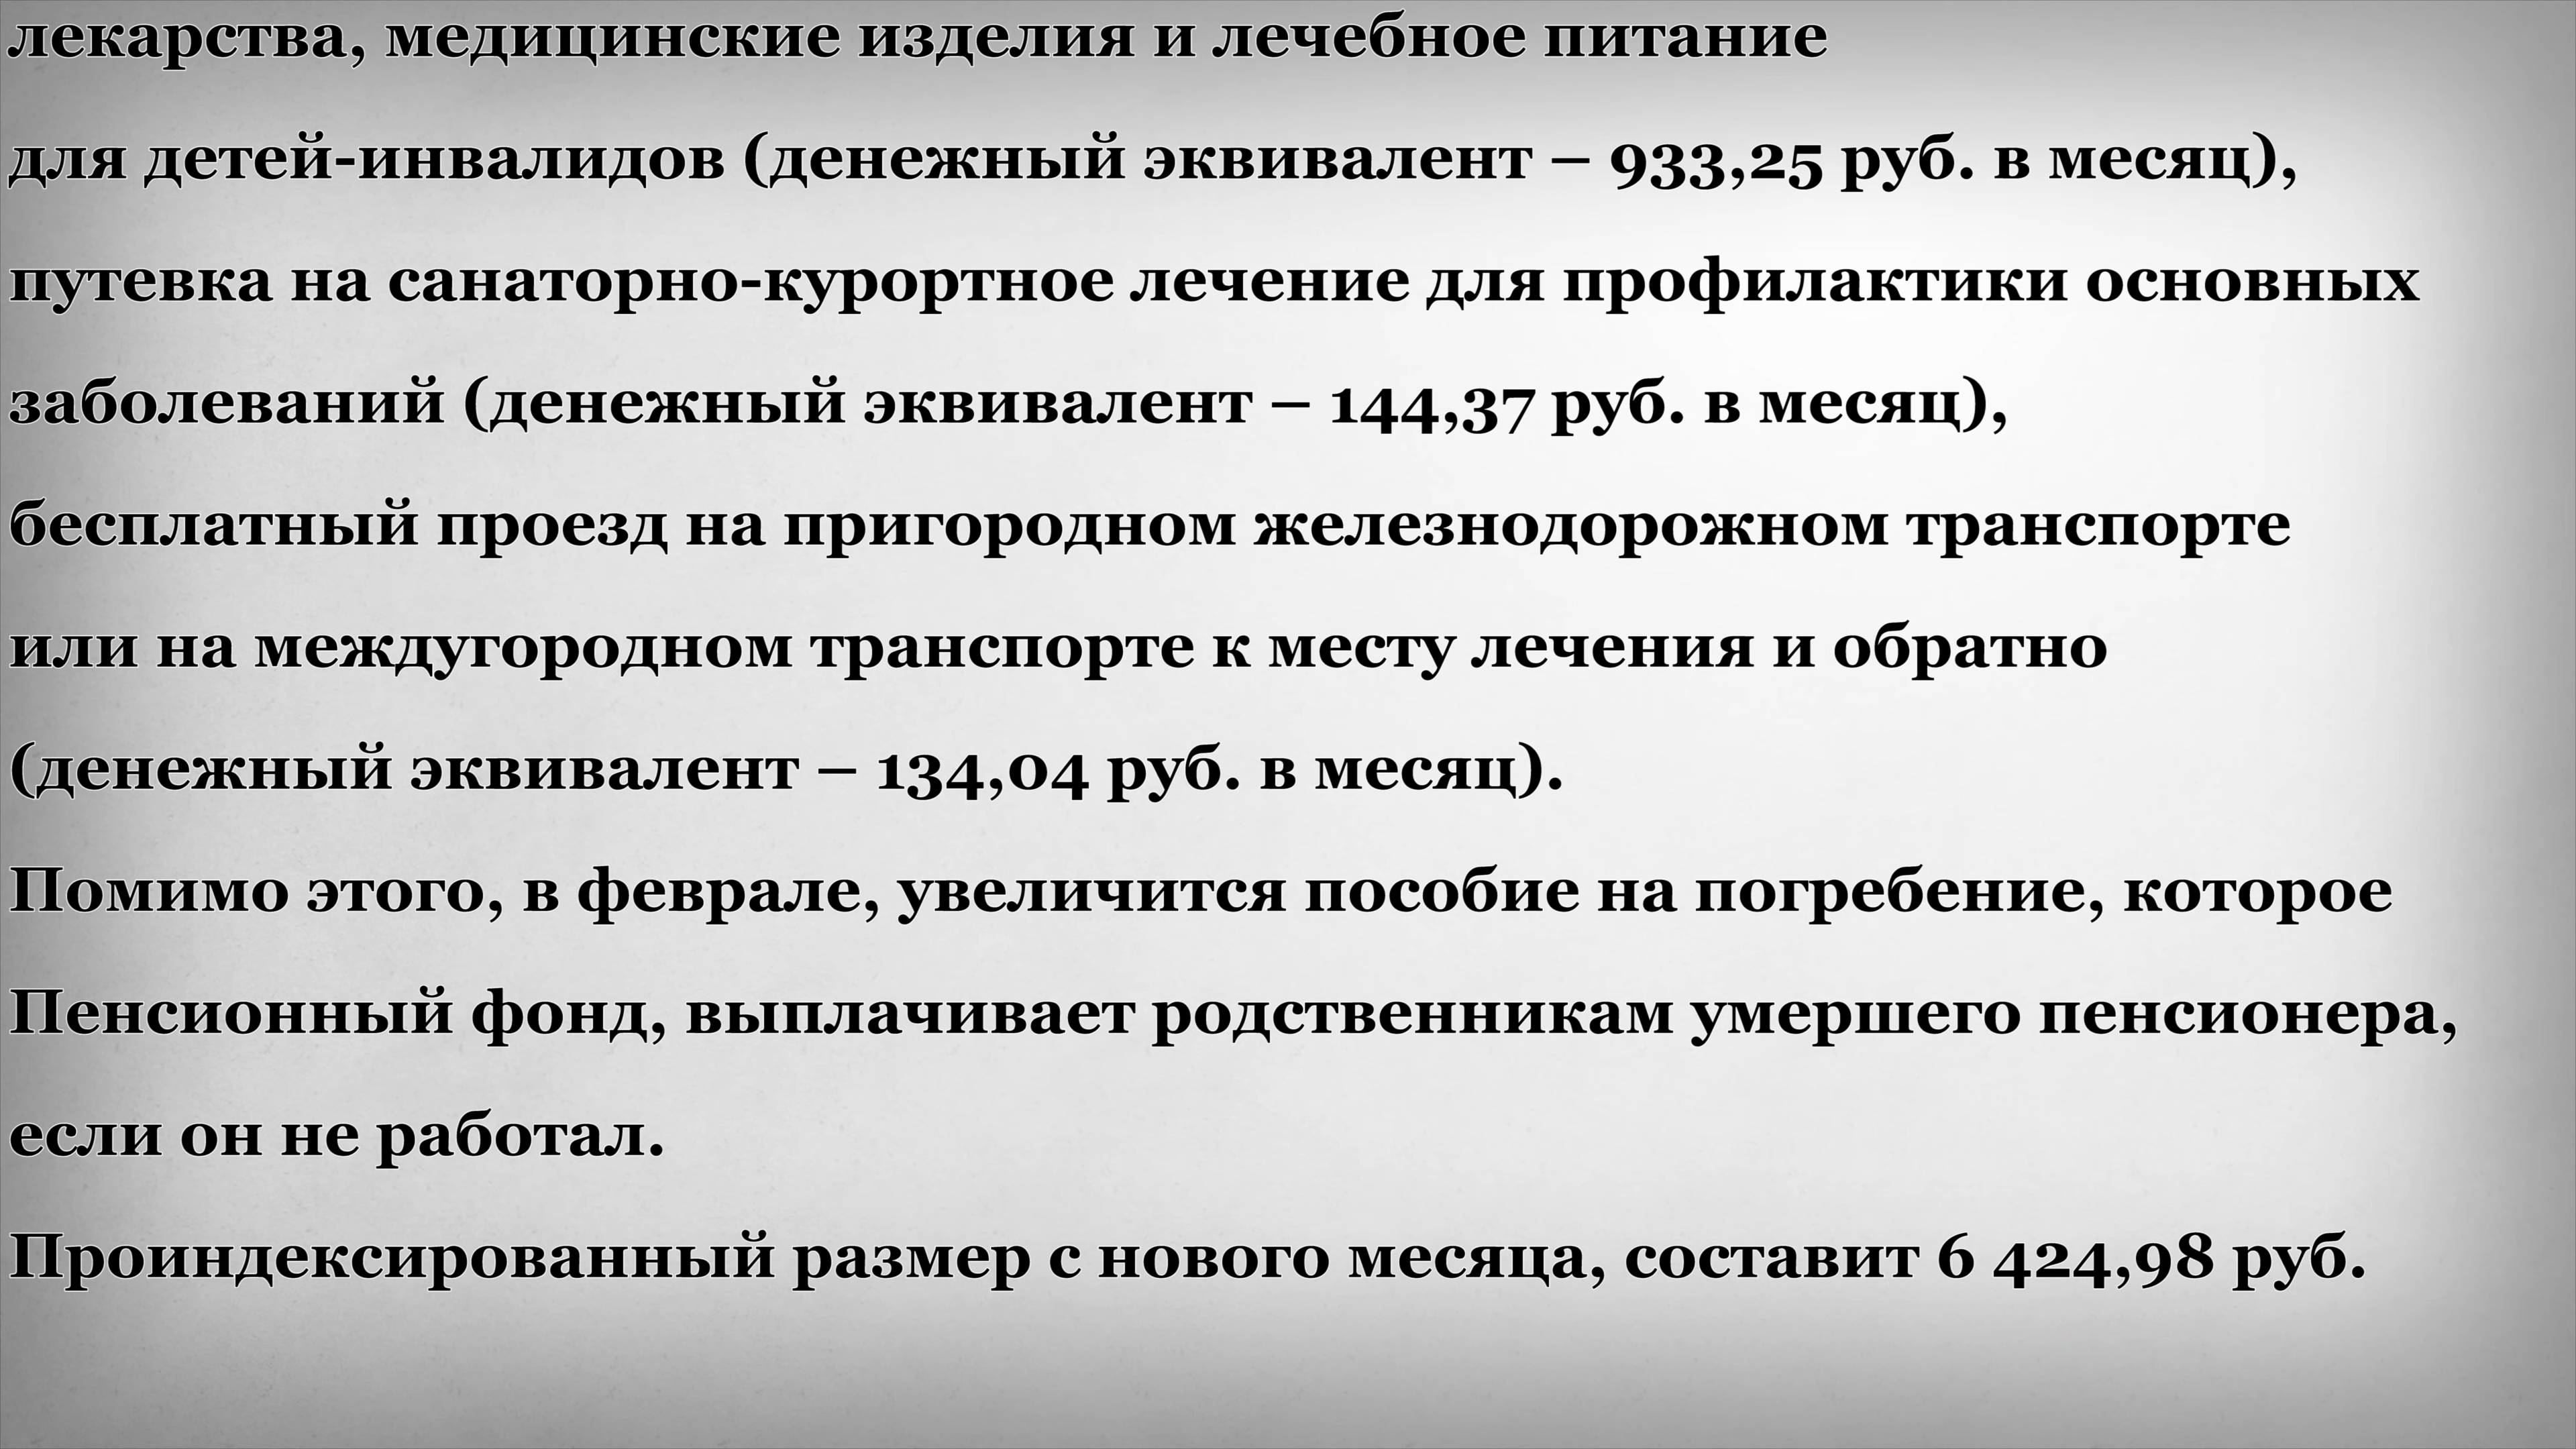 лекарства, медицинские изделия и лечебное питание
для детей-инвалидов (денежный эквивалент – 933,25 руб. в месяц),
путевка на санаторно-курортное лечение для профилактики основных
заболеваний (денежный эквивалент – 144,37 руб. в месяц),
бесплатный проезд на пригородном железнодорожном транспорте
или на междугородном транспорте к месту лечения и обратно
(денежный эквивалент – 134,04 руб. в месяц).
Помимо этого, в феврале, увеличится пособие на погребение, которое
Пенсионный фонд, выплачивает родственникам умершего пенсионера,
если он не работал.
Проиндексированный размер с нового месяца, составит 6 424,98 руб.